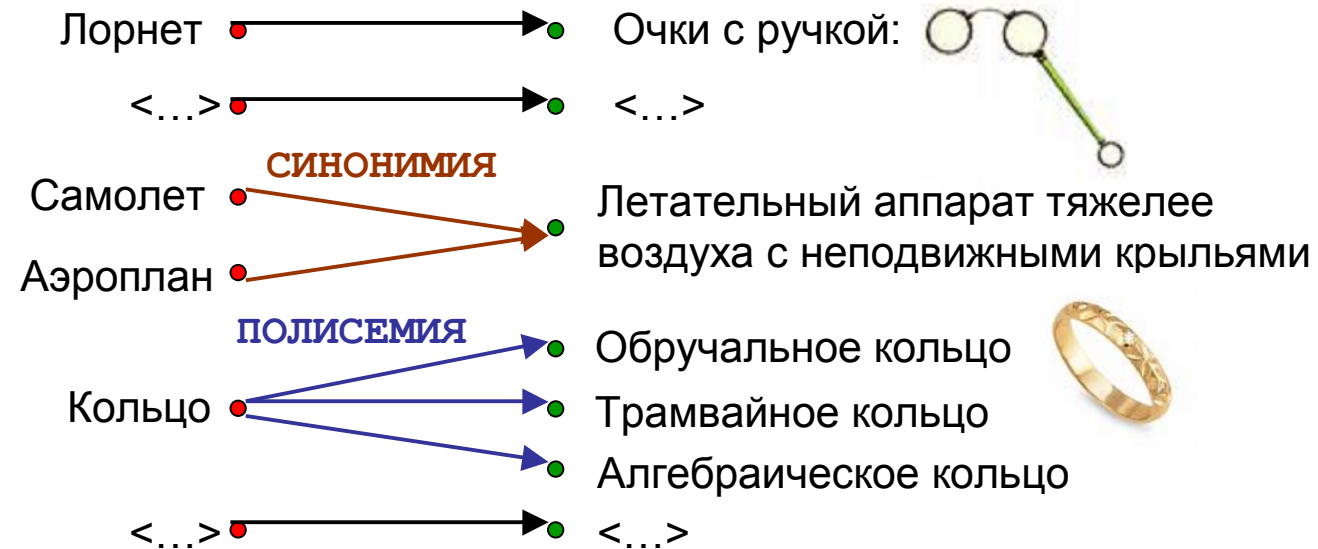 Лорнет Очки с ручкой:
<...> <...>
СИНОНИМИЯ
Самолет
Летательный аппарат тяжелее
воздуха с неподвижными крыльями
Аэроплан
ПОЛИСЕМИЯ
Обручальное кольцо
Кольцо Трамвайное кольцо
Алгебраическое кольцо
<...> <...>